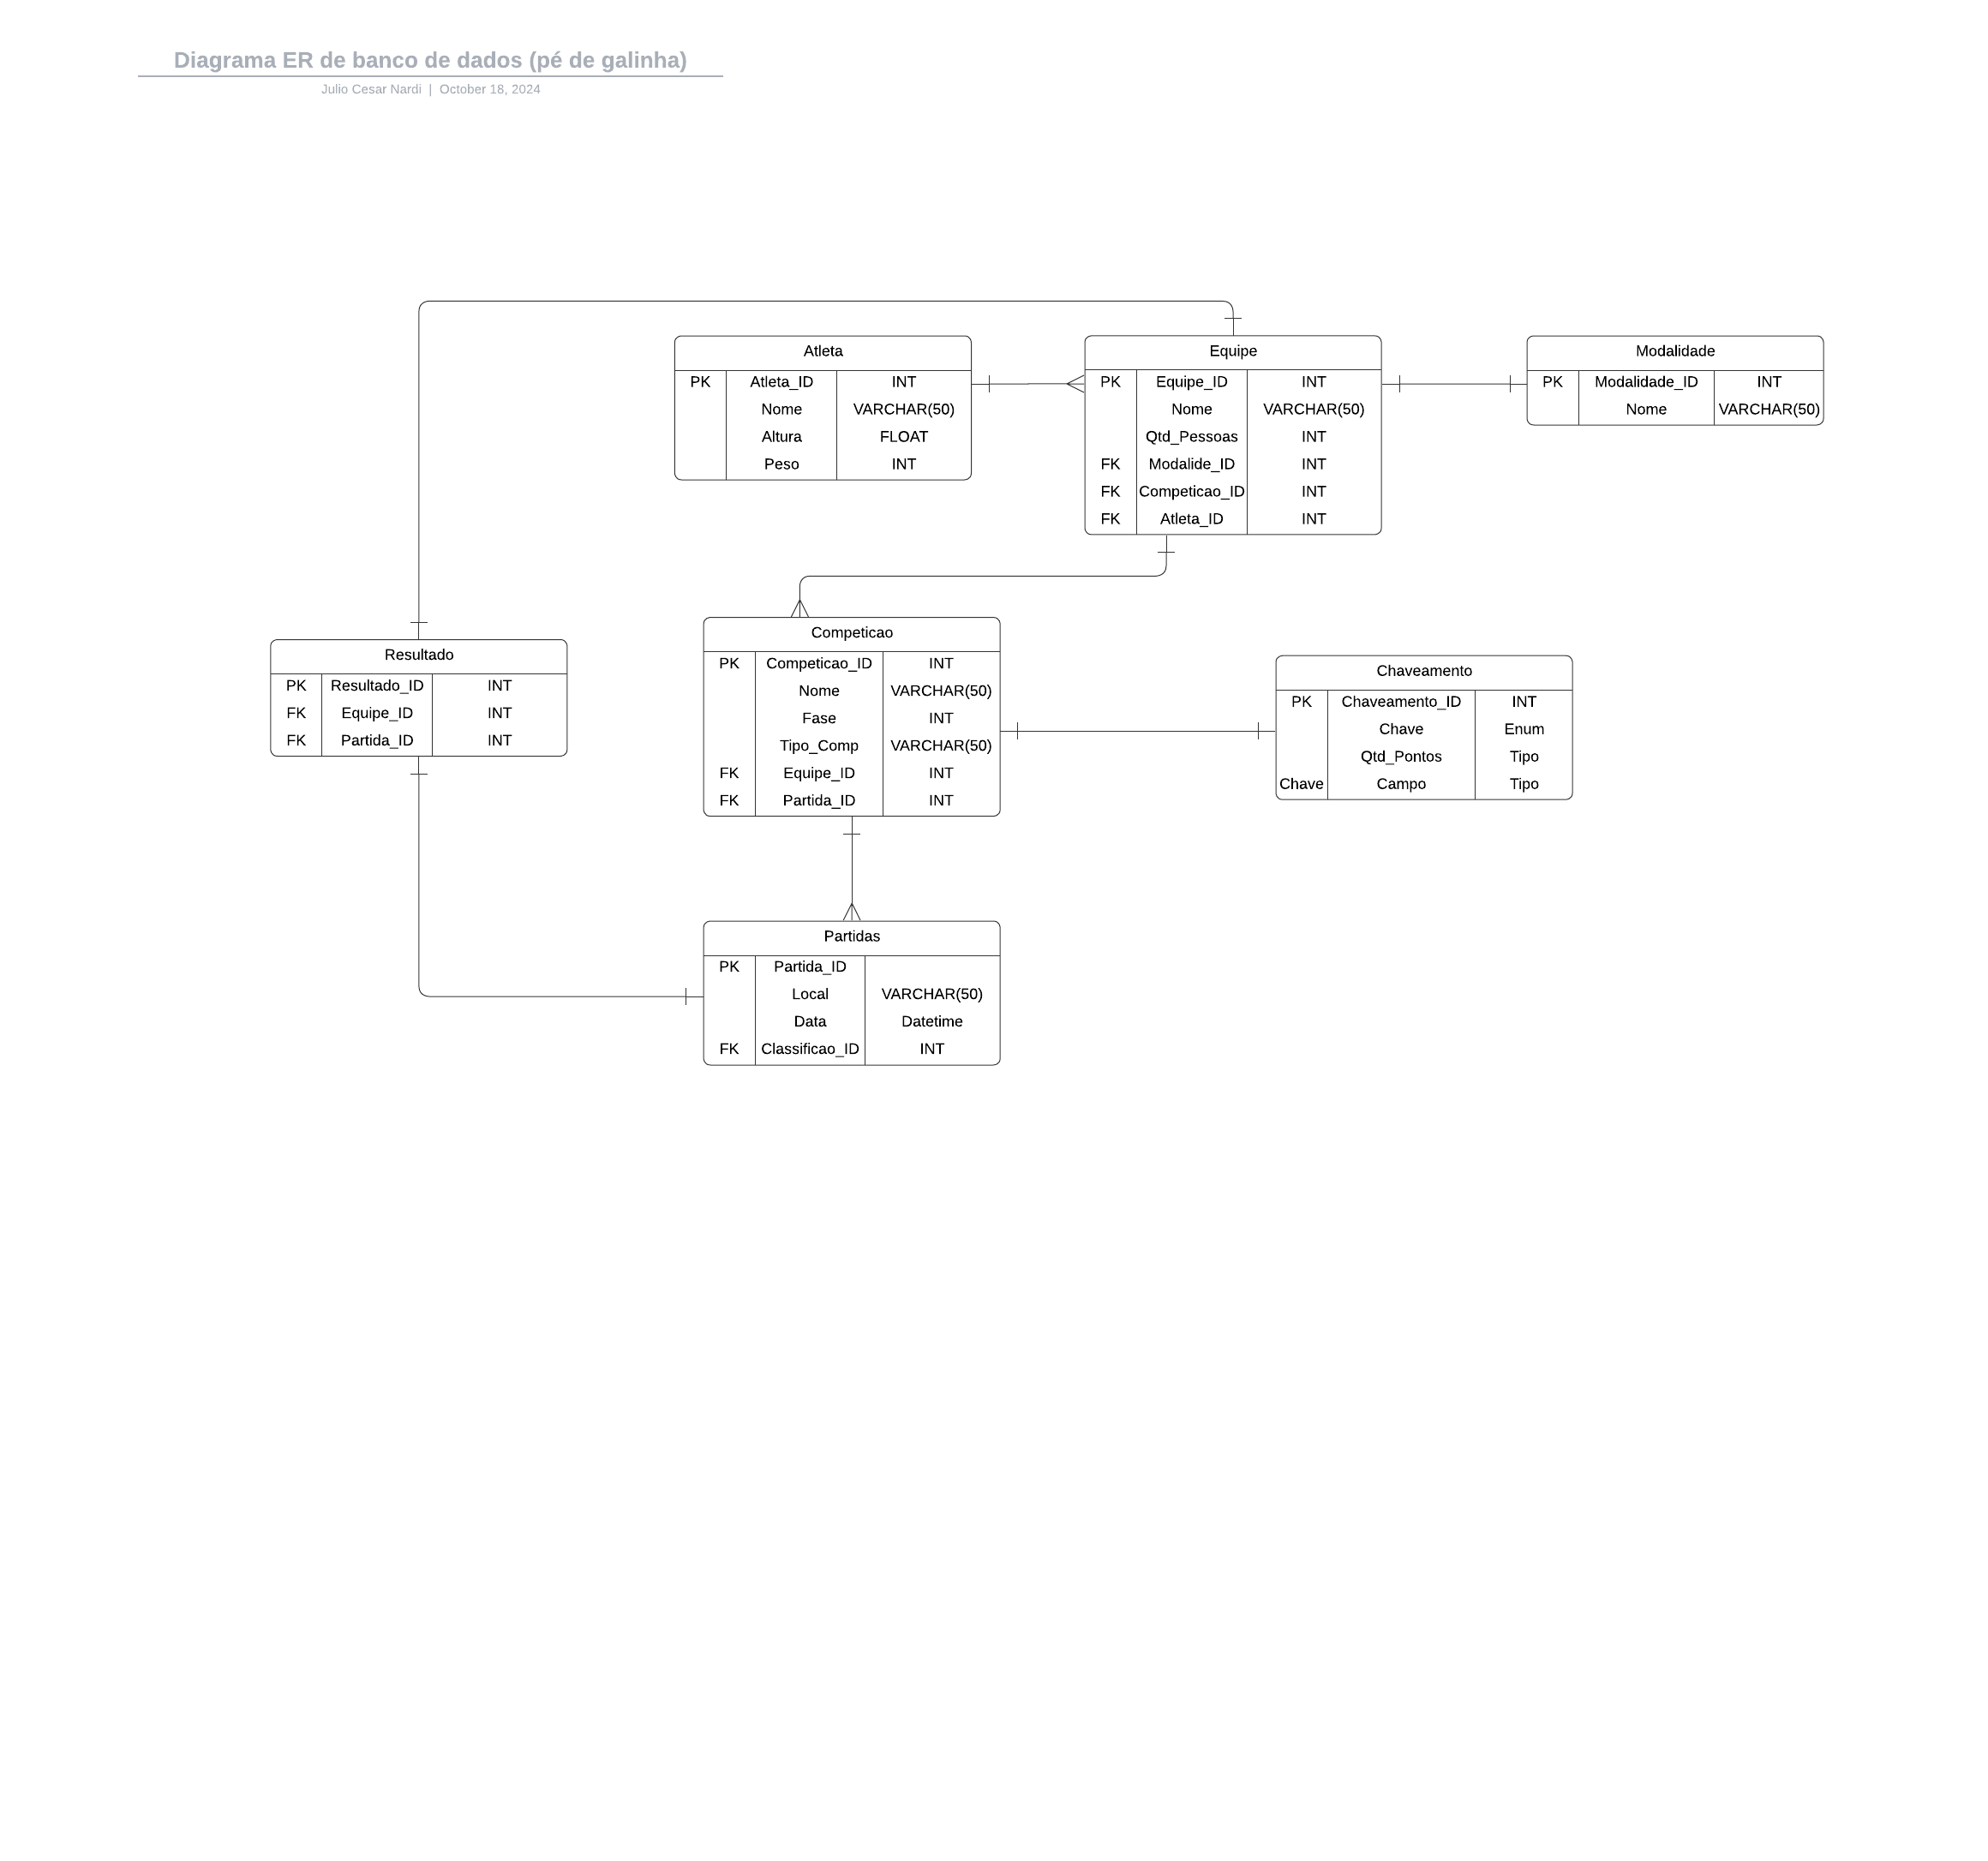 Diagrama ER de banco de dados (pé de galinha)
Julio Cesar Nardi | October 18, 2024
Atleta
PK Atleta_ID INT
Nome VARCHAR(50)
Altura FLOAT
Peso INT
Equipe
PK Equipe_ID INT
Nome VARCHAR(50)
Qtd_Pessoas INT
FK Modalide_ID INT
FK Competicao_ID INT
FK Atleta_ID INT
Modalidade
PK Modalidade_ID INT
Nome VARCHAR(50)
Resultado
PK Resultado_ID INT
FK Equipe_ID INT
FK Partida_ID INT
Competicao
PK Competicao_ID INT
Nome VARCHAR(50)
Fase INT
Tipo_Comp VARCHAR(50)
FK Equipe_ID INT
FK Partida_ID INT
Chaveamento
PK Chaveamento_ID INT
Chave Enum
Qtd_Pontos Tipo
Chave Campo Tipo
Partidas
PK Partida_ID
Local VARCHAR(50)
Data Datetime
FK Classificao_ID INT